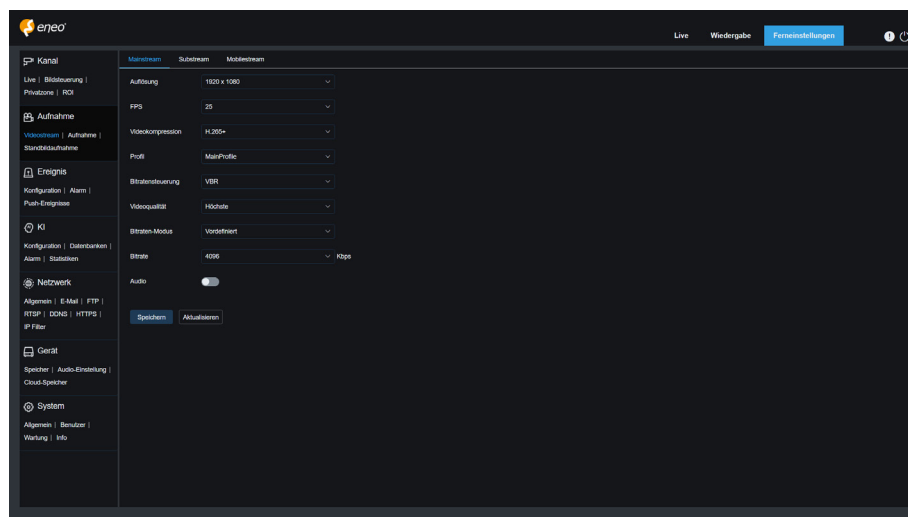 eneo
Live Wiedergabe Ferneinstellungen
Kanal
Live | Bildsteuerung |
Privatzone | ROI
Aufnahme
Videostream | Aufnahme |
Standbildaufnahme
Ereignis
Konfiguration | Alarm |
Push-Ereignisse
KI
Konfiguration | Datenbanken |
Alarm | Statistiken
Netzwerk
Allgemein | E-Mail | FTP |
RTSP | DDNS | HTTPS |
IP Filter
Gerät
Speicher | Audio-Einstellung |
Cloud-Speicher
System
Allgemein | Benutzer |
Wartung | Info
Mainstream Substream Mobilestream
Auflösung 1920 x 1080
FPS 25
Videokompression H.265+
Profil MainProfile
Bitratensteuerung VBR
Videoqualität Höchste
Bitraten-Modus Vordefiniert
Bitrate 4096 Kbps
Audio
Speichern Aktualisieren